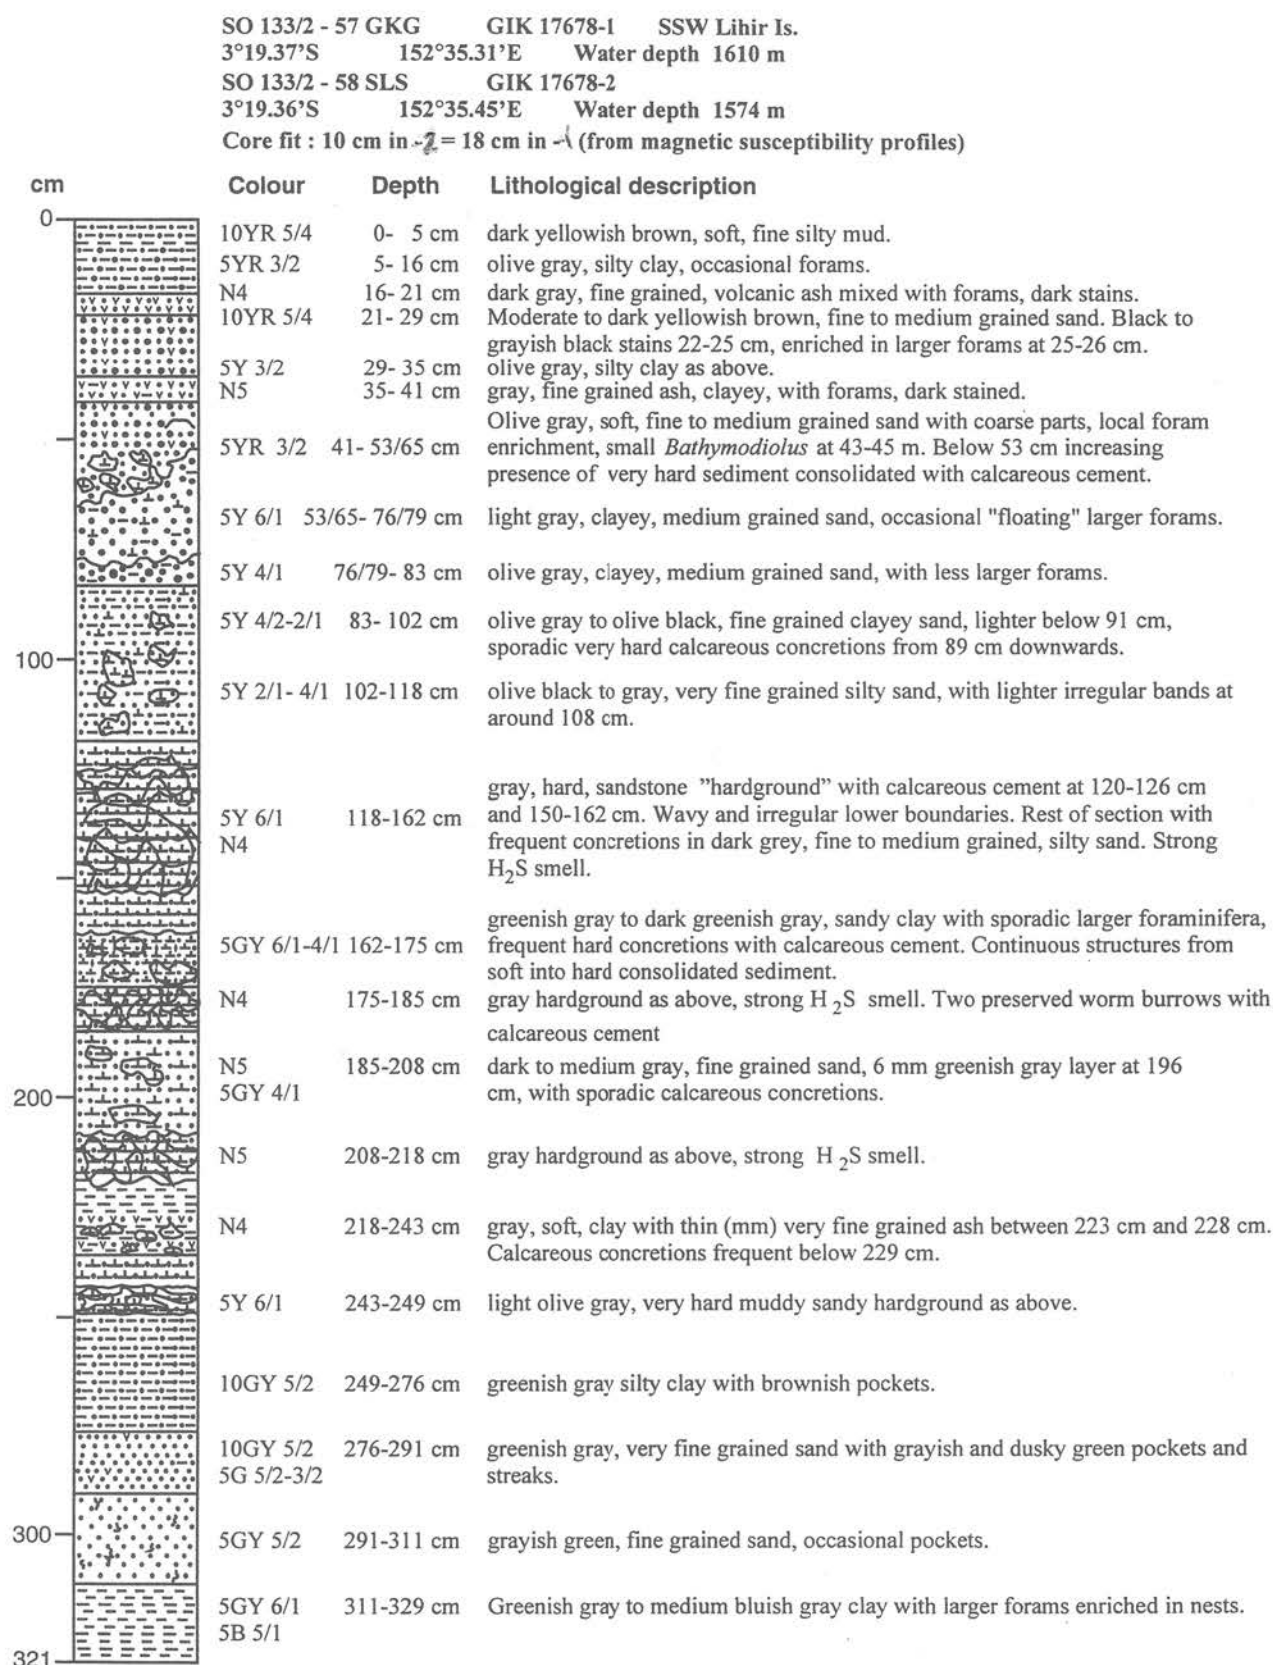 SO 133/2 - 57 GKG GIK 17678-1 SSW Lihir Is.
3°19.37'S 152°35.31'E Water depth 1610 m
SO 133/2 - 58 SLS GIK 17678-2
3°19.36'S 152°35.45'E Water depth 1574 m
Core fit : 10 cm in -2 = 18 cm in -1 (from magnetic susceptibility profiles)
cm Colour Depth Lithological description
0
10YR 5/4 0- 5 cm dark yellowish brown, soft, fine silty mud.
5YR 3/2 5- 16 cm olive gray, silty clay, occasional forams.
N4 16- 21 cm dark gray, fine grained, volcanic ash mixed with forams, dark stains.
10YR 5/4 21- 29 cm Moderate to dark yellowish brown, fine to medium grained sand. Black to
grayish black stains 22-25 cm, enriched in larger forams at 25-26 cm.
5Y 3/2 29- 35 cm olive gray, silty clay as above.
N5 35- 41 cm gray, fine grained ash, clayey, with forams, dark stained.
Olive gray, soft, fine to medium grained sand with coarse parts, local foram
5YR 3/2 41- 53/65 cm enrichment, small Bathymodiolus at 43-45 m. Below 53 cm increasing
presence of very hard sediment consolidated with calcareous cement.
5Y 6/1 53/65- 76/79 cm light gray, clayey, medium grained sand, occasional "floating" larger forams.
5Y 4/1 76/79- 83 cm olive gray, clayey, medium grained sand, with less larger forams.
5Y 4/2-2/1 83- 102 cm olive gray to olive black, fine grained clayey sand, lighter below 91 cm,
sporadic very hard calcareous concretions from 89 cm downwards.
100
5Y 2/1- 4/1 102-118 cm olive black to gray, very fine grained silty sand, with lighter irregular bands at
around 108 cm.
gray, hard, sandstone "hardground" with calcareous cement at 120-126 cm
5Y 6/1 118-162 cm and 150-162 cm. Wavy and irregular lower boundaries. Rest of section with
N4 frequent concretions in dark grey, fine to medium grained, silty sand. Strong
H2S smell.
greenish gray to dark greenish gray, sandy clay with sporadic larger foraminifera,
5GY 6/1-4/1 162-175 cm frequent hard concretions with calcareous cement. Continuous structures from
soft into hard consolidated sediment.
N4 175-185 cm gray hardground as above, strong H 2S smell. Two preserved worm burrows with
calcareous cement
N5 185-208 cm dark to medium gray, fine grained sand, 6 mm greenish gray layer at 196
5GY 4/1 cm, with sporadic calcareous concretions.
200
N5 208-218 cm gray hardground as above, strong H 2S smell.
N4 218-243 cm gray, soft, clay with thin (mm) very fine grained ash between 223 cm and 228 cm.
Calcareous concretions frequent below 229 cm.
5Y 6/1 243-249 cm light olive gray, very hard muddy sandy hardground as above.
10GY 5/2 249-276 cm greenish gray silty clay with brownish pockets.
10GY 5/2 276-291 cm greenish gray, very fine grained sand with grayish and dusky green pockets and
5G 5/2-3/2 streaks.
300
5GY 5/2 291-311 cm grayish green, fine grained sand, occasional pockets.
5GY 6/1 311-329 cm Greenish gray to medium bluish gray clay with larger forams enriched in nests.
5B 5/1
321